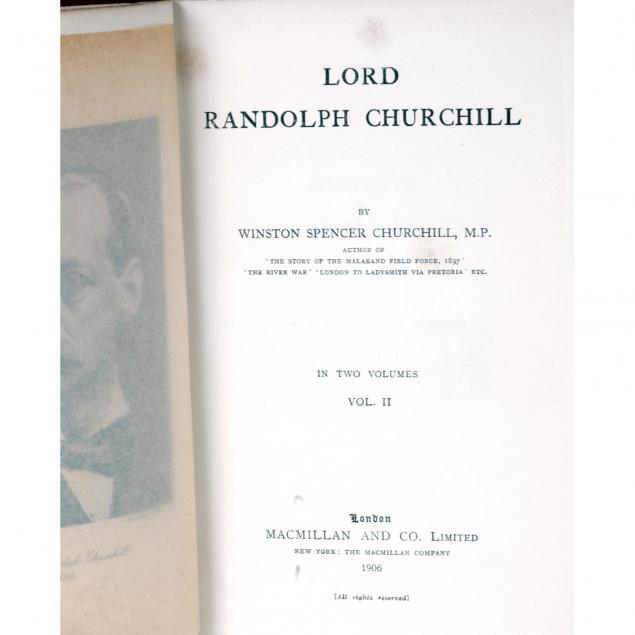 LORD
RANDOLPH CHURCHILL
BY
WINSTON SPENCER CHURCHILL, M.P.
AUTHOR OF
'THE STORY OF THE MALAKAND FIELD FORCE, 1897'
'THE RIVER WAR' 'LONDON TO LADYSMITH VIA PRETORIA' ETC.
IN TWO VOLUMES
VOL. II
London
MACMILLAN AND CO. LIMITED
NEW YORK: THE MACMILLAN COMPANY
1906
[All rights reserved]
Churchill